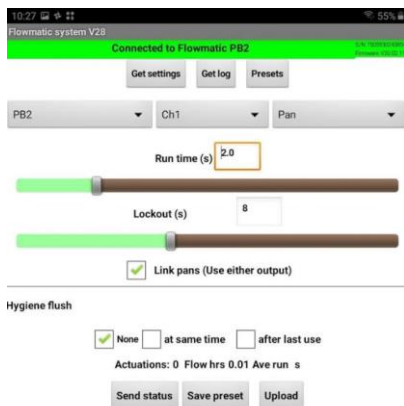 10:27 55%
Flowmatic system V28
Connected to Flowmatic PB2
Get settings Get log Presets
PB2 Ch1 Pan
Run time (s) 2.0
Lockout (s) 8
Link pans (Use either output)
Hygiene flush
None at same time after last use
Actuations: 0 Flow hrs 0.01 Ave run s
Send status Save preset Upload